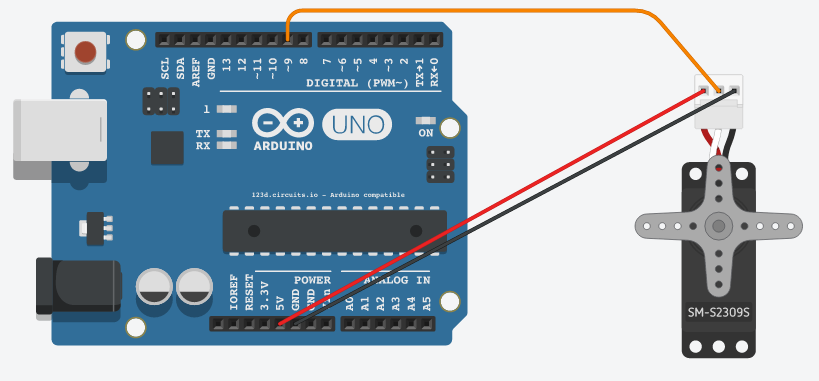 SCL
SDA
AREF
GND
13
12
~11
~10
~9
8
7
~6
~5
4
~3
2
TX→1
RX←0
DIGITAL (PWM~)
1
TX
RX
ARDUINO
UNO
ON
123d.circuits.io - Arduino compatible
POWER
ANALOG IN
IOREF
RESET
3.3V
5V
GND
GND
A0
A1
A2
A3
A4
A5
SM-S2309S